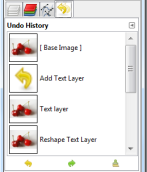 Undo History
[ Base Image ]
Add Text Layer
Text layer
Reshape Text Layer